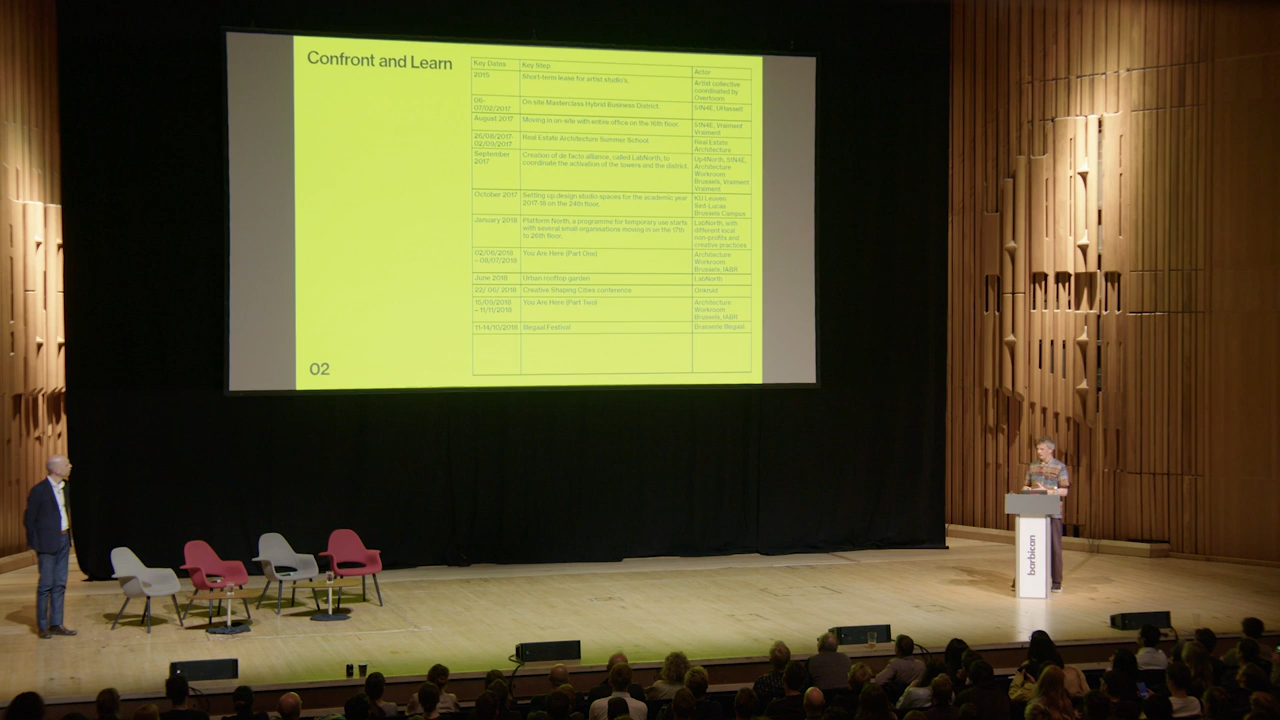 Confront and Learn
Key Dates Key Step Actor
2015 Short-term lease for artist studio's. Artist collective
coordinated by
Overtoom
06-
07/02/2017 On site Masterclass Hybrid Business District. 51N4E, UHasselt
August 2017 Moving in on-site with entire office on the 16th floor. 51N4E, Vraiment
Vraiment
26/08/2017-
02/09/2017 Real Estate Architecture Summer School. Real Estate
Architecture
September
2017 Creation of de facto alliance, called LabNorth, to
coordinate the activation of the towers and the district. Up4North, 51N4E,
Architecture
Workroom
Brussels, Vraiment
Vraiment
October 2017 Setting up design studio spaces for the academic year
2017-18 on the 24th floor. KU Leuven
Sint-Lucas
Brussels Campus
January 2018 Platform North, a programme for temporary use starts
with several small organisations moving in on the 17th
to 26th floor. LabNorth, with
different local
non-profits and
creative practices
02/06/2018
– 08/07/2018 You Are Here (Part One) Architecture
Workroom,
Brussels, IABR
June 2018 Urban rooftop garden LabNorth
22/ 06/ 2018 Creative Shaping Cities conference Onkruid
15/09/2018
– 11/11/2018 You Are Here (Part Two) Architecture
Workroom
Brussels, IABR
11-14/10/2018 Illegaal Festival Brasserie Illegaal
02
barbican